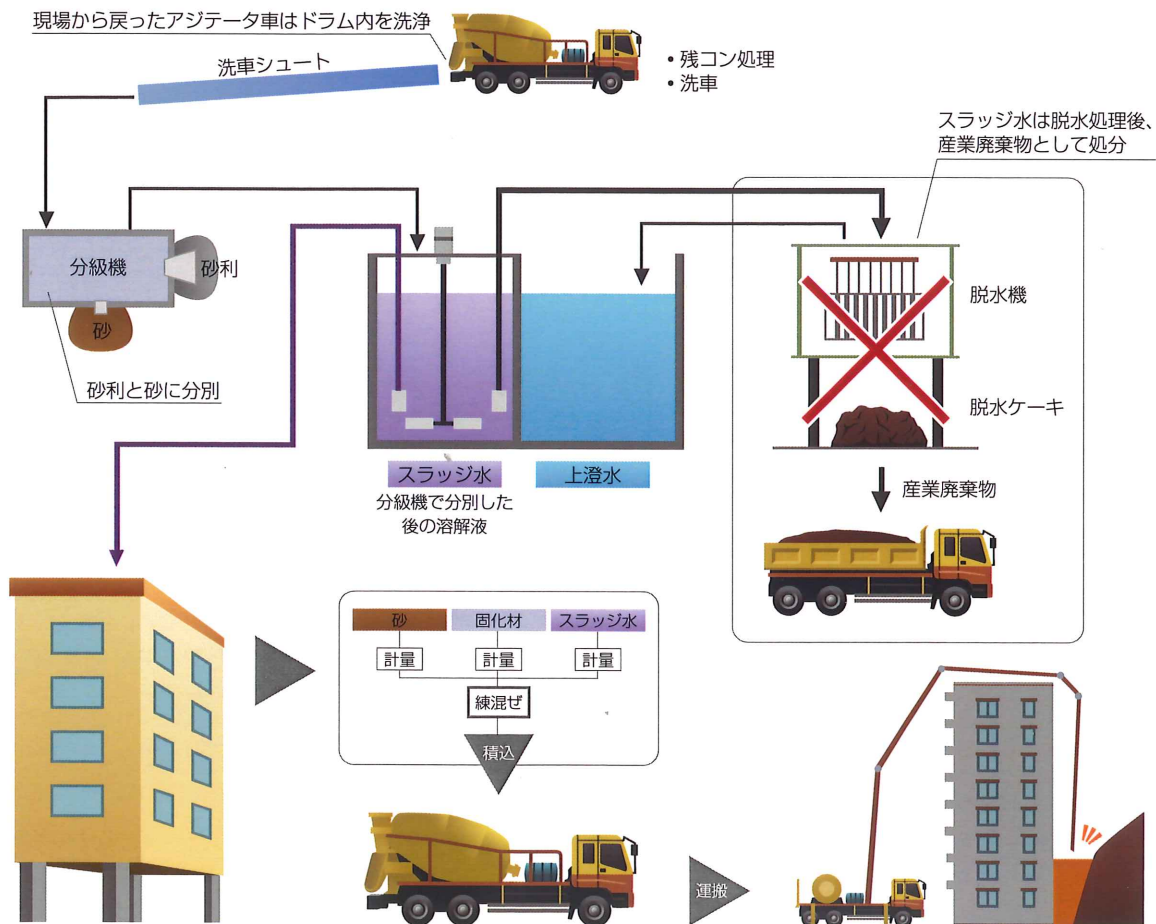 現場から戻ったアジテータ車はドラム内を洗浄
洗車シュート
• 残コン処理
• 洗車
スラッジ水は脱水処理後、
産業廃棄物として処分
分級機
砂利
砂
砂利と砂に分別
脱水機
脱水ケーキ
スラッジ水
上澄水
分級機で分別した
後の溶解液
産業廃棄物
砂
固化材
スラッジ水
計量
計量
計量
練混ぜ
積込
運搬